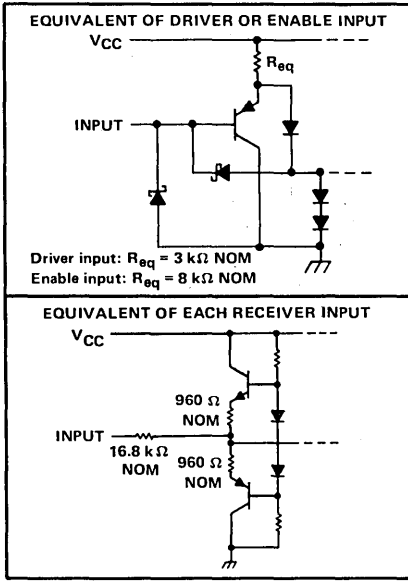 EQUIVALENT OF DRIVER OR ENABLE INPUT
VCC
Req
INPUT
Driver input: Req = 3 kΩ NOM
Enable input: Req = 8 kΩ NOM
EQUIVALENT OF EACH RECEIVER INPUT
VCC
960 Ω
NOM
INPUT
16.8 kΩ
NOM
960 Ω
NOM